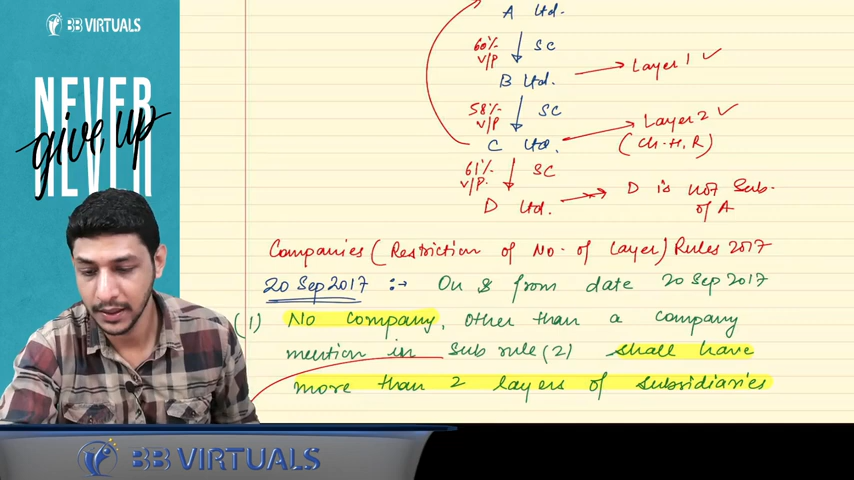 BB VIRTUALS
NEVER
give up
NEVER
A Ltd.
60%
v/p
SC
B Ltd.
Layer 1 ✓
58%
v/p
SC
C Ltd.
Layer 2 ✓
(Ch.H.R)
61%
v/p.
SC
D Ltd.
D is not Sub.
of A
Companies (Restriction of No. of Layer) Rules 2017
20 Sep 2017 :→ On & from date 20 Sep 2017
(1) No company, other than a company
mention in Sub rule (2) shall have
more than 2 layers of subsidiaries
BB VIRTUALS